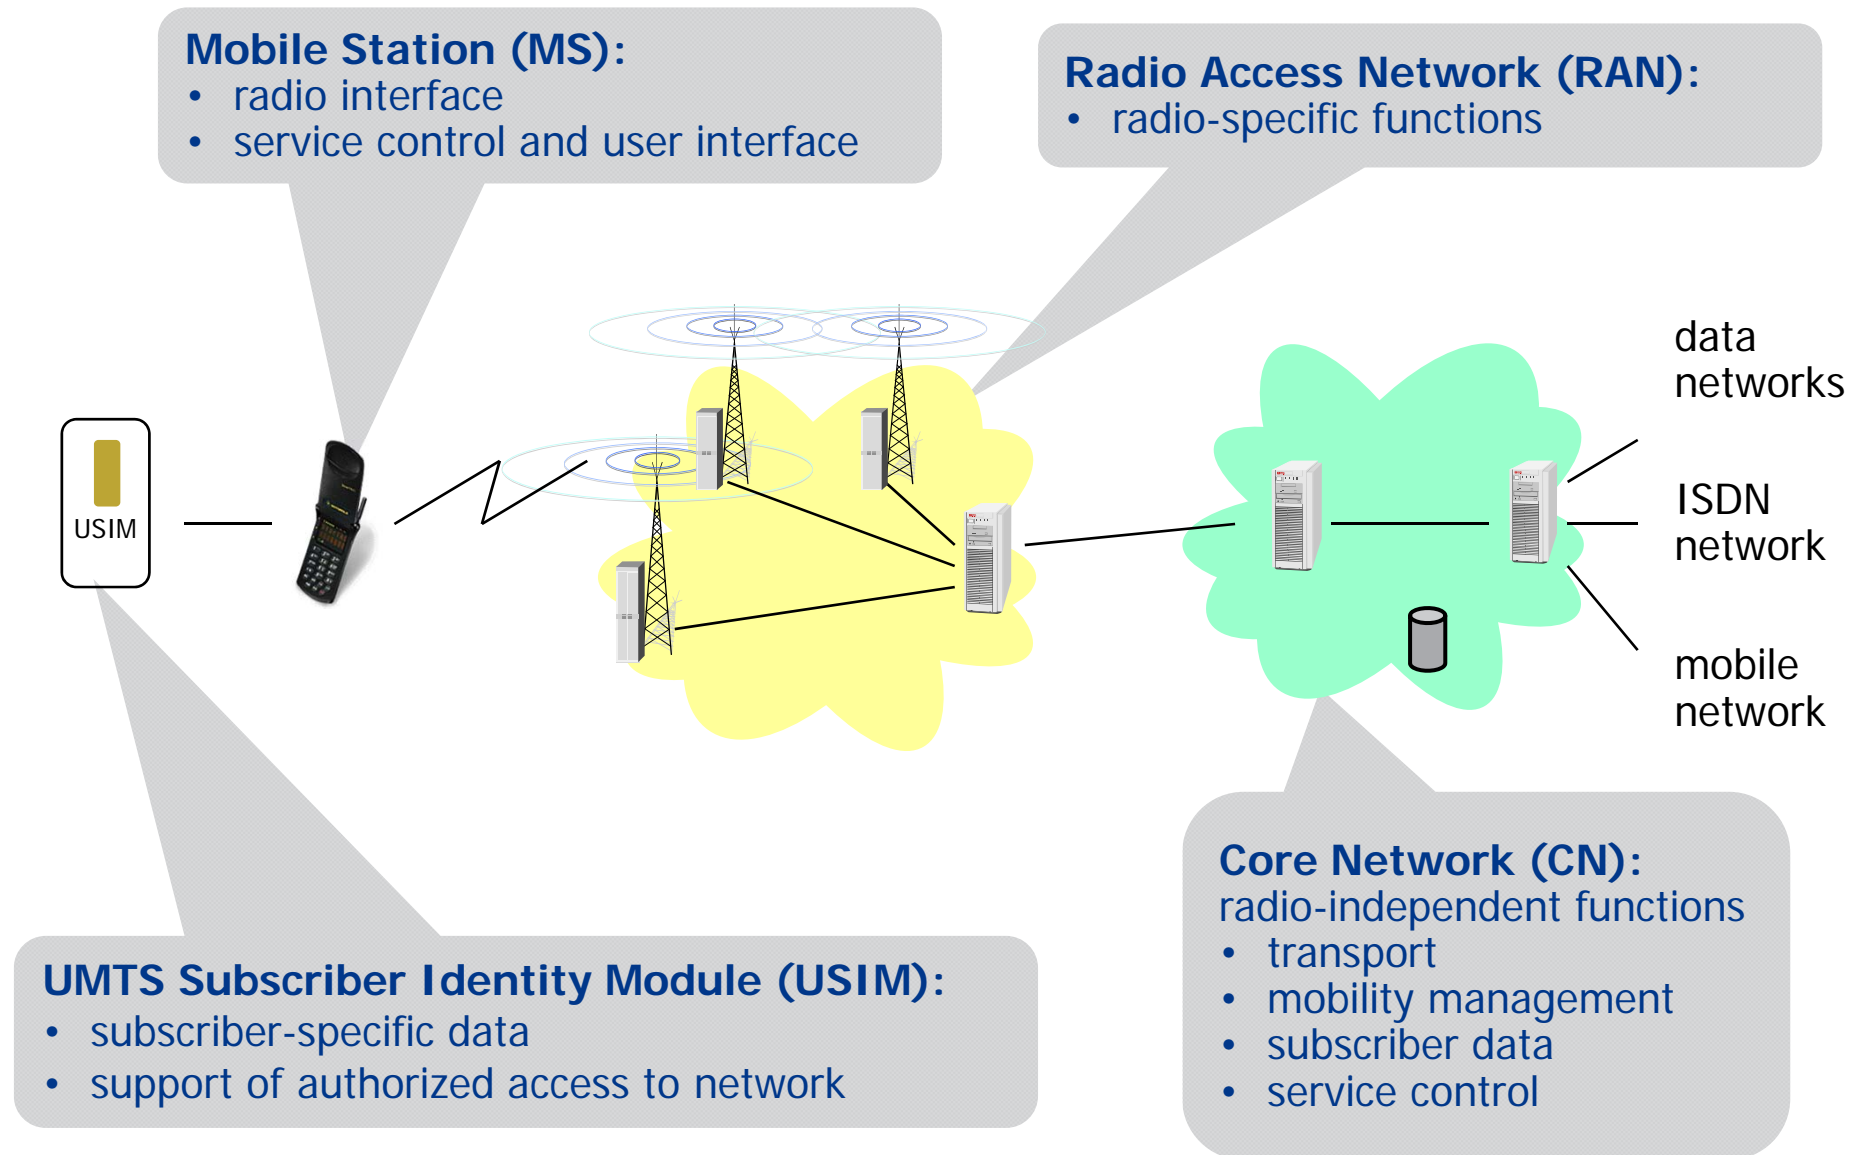 Mobile Station (MS):
• radio interface
• service control and user interface
Radio Access Network (RAN):
• radio-specific functions
data
networks
ISDN
network
mobile
network
USIM
UMTS Subscriber Identity Module (USIM):
• subscriber-specific data
• support of authorized access to network
Core Network (CN):
radio-independent functions
• transport
• mobility management
• subscriber data
• service control